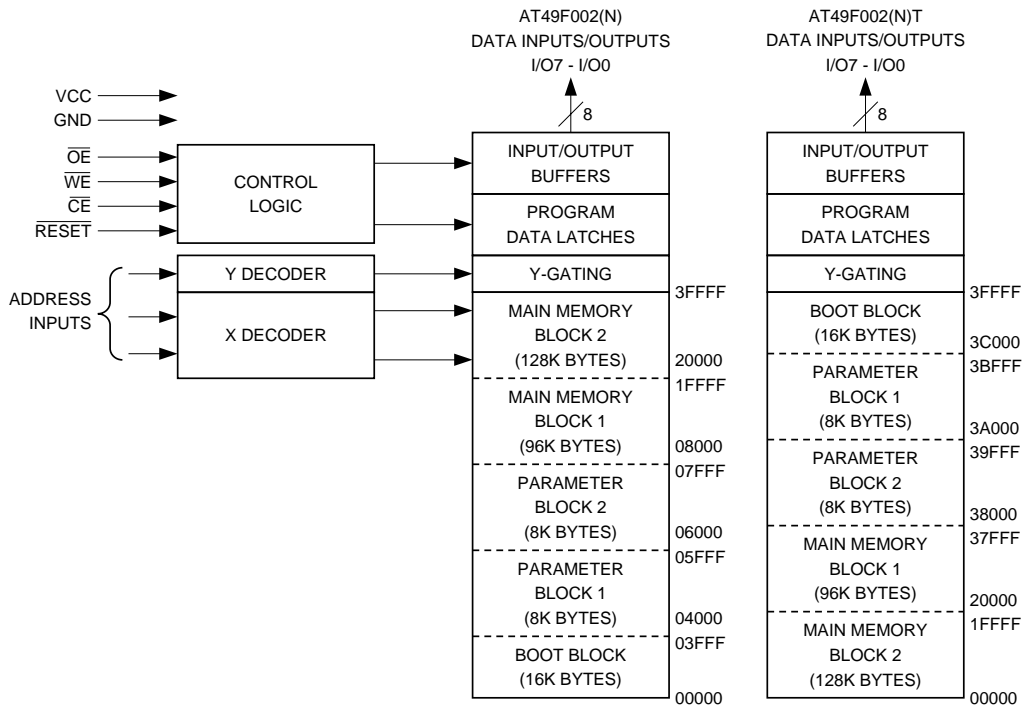 AT49F002(N)
DATA INPUTS/OUTPUTS
I/O7 - I/O0
AT49F002(N)T
DATA INPUTS/OUTPUTS
I/O7 - I/O0
VCC
GND
OE
WE
CE
RESET
ADDRESS
INPUTS
CONTROL
LOGIC
Y DECODER
X DECODER
8
INPUT/OUTPUT
BUFFERS
PROGRAM
DATA LATCHES
Y-GATING
3FFFF
MAIN MEMORY
BLOCK 2
(128K BYTES)
20000
1FFFF
MAIN MEMORY
BLOCK 1
(96K BYTES)
08000
07FFF
PARAMETER
BLOCK 2
(8K BYTES)
06000
05FFF
PARAMETER
BLOCK 1
(8K BYTES)
04000
03FFF
BOOT BLOCK
(16K BYTES)
00000
8
INPUT/OUTPUT
BUFFERS
PROGRAM
DATA LATCHES
Y-GATING
3FFFF
BOOT BLOCK
(16K BYTES)
3C000
3BFFF
PARAMETER
BLOCK 1
(8K BYTES)
3A000
39FFF
PARAMETER
BLOCK 2
(8K BYTES)
38000
37FFF
MAIN MEMORY
BLOCK 1
(96K BYTES)
20000
1FFFF
MAIN MEMORY
BLOCK 2
(128K BYTES)
00000